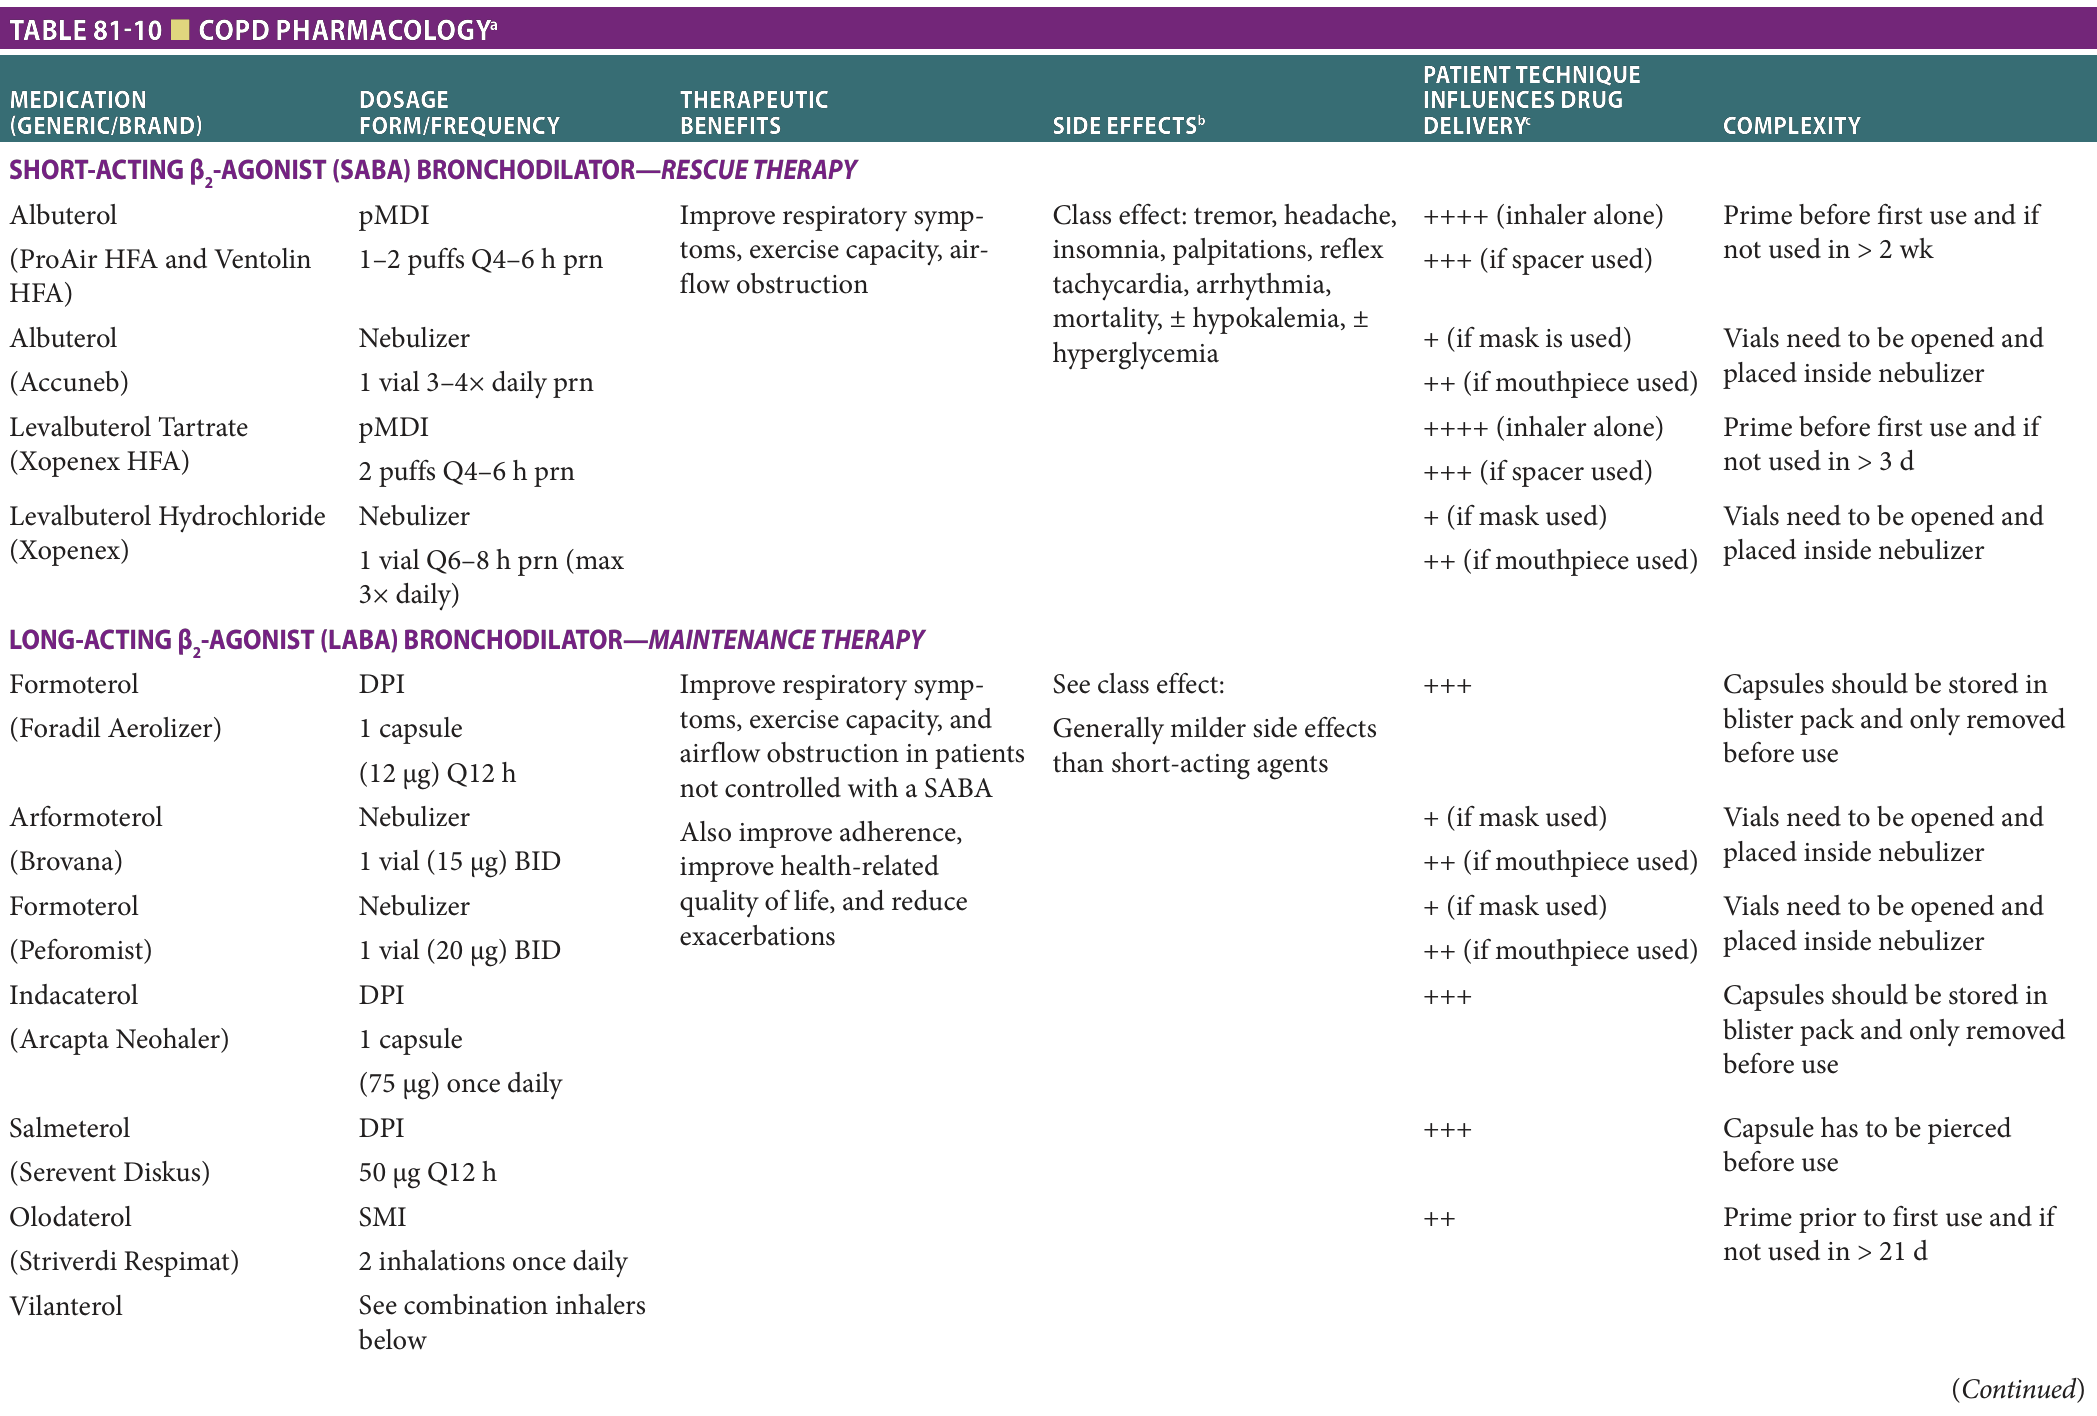 TABLE 81-10 ■ COPD PHARMACOLOGYᵃ
MEDICATION
(GENERIC/BRAND)
DOSAGE
FORM/FREQUENCY
THERAPEUTIC
BENEFITS
SIDE EFFECTSᵇ
PATIENT TECHNIQUE
INFLUENCES DRUG
DELIVERYᶜ
COMPLEXITY
SHORT-ACTING β₂-AGONIST (SABA) BRONCHODILATOR—RESCUE THERAPY
Albuterol
(ProAir HFA and Ventolin
HFA)
pMDI
1–2 puffs Q4–6 h prn
Improve respiratory symp-
toms, exercise capacity, air-
flow obstruction
Class effect: tremor, headache,
insomnia, palpitations, reflex
tachycardia, arrhythmia,
mortality, ± hypokalemia, ±
hyperglycemia
++++ (inhaler alone)
+++ (if spacer used)
Prime before first use and if
not used in > 2 wk
Albuterol
(Accuneb)
Nebulizer
1 vial 3–4× daily prn
+ (if mask is used)
++ (if mouthpiece used)
Vials need to be opened and
placed inside nebulizer
Levalbuterol Tartrate
(Xopenex HFA)
pMDI
2 puffs Q4–6 h prn
++++ (inhaler alone)
+++ (if spacer used)
Prime before first use and if
not used in > 3 d
Levalbuterol Hydrochloride
(Xopenex)
Nebulizer
1 vial Q6–8 h prn (max
3× daily)
+ (if mask used)
++ (if mouthpiece used)
Vials need to be opened and
placed inside nebulizer
LONG-ACTING β₂-AGONIST (LABA) BRONCHODILATOR—MAINTENANCE THERAPY
Formoterol
(Foradil Aerolizer)
DPI
1 capsule
(12 μg) Q12 h
Improve respiratory symp-
toms, exercise capacity, and
airflow obstruction in patients
not controlled with a SABA
Also improve adherence,
improve health-related
quality of life, and reduce
exacerbations
See class effect:
Generally milder side effects
than short-acting agents
+++
Capsules should be stored in
blister pack and only removed
before use
Arformoterol
(Brovana)
Nebulizer
1 vial (15 μg) BID
+ (if mask used)
++ (if mouthpiece used)
Vials need to be opened and
placed inside nebulizer
Formoterol
(Peforomist)
Nebulizer
1 vial (20 μg) BID
+ (if mask used)
++ (if mouthpiece used)
Vials need to be opened and
placed inside nebulizer
Indacaterol
(Arcapta Neohaler)
DPI
1 capsule
(75 μg) once daily
+++
Capsules should be stored in
blister pack and only removed
before use
Salmeterol
(Serevent Diskus)
DPI
50 μg Q12 h
+++
Capsule has to be pierced
before use
Olodaterol
(Striverdi Respimat)
SMI
2 inhalations once daily
++
Prime prior to first use and if
not used in > 21 d
Vilanterol
See combination inhalers
below
(Continued)